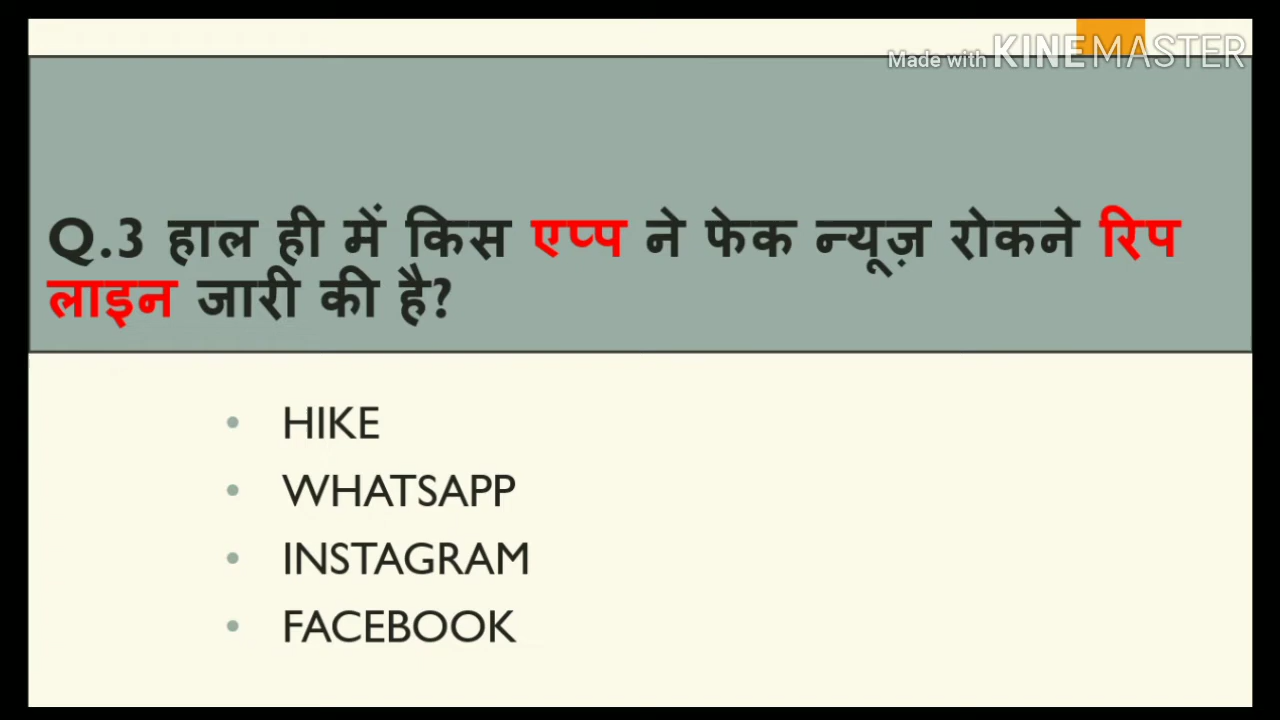 Made with KINEMASTER
Q.3 हाल ही में किस एप्प ने फेक न्यूज़ रोकने रिप
लाइन जारी की है?
• HIKE
• WHATSAPP
• INSTAGRAM
• FACEBOOK